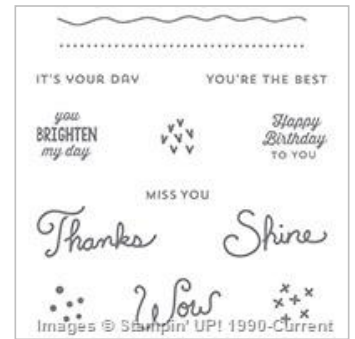 IT'S YOUR DAY
YOU'RE THE BEST
you
BRIGHTEN
my day
Happy
Birthday
TO YOU
MISS YOU
Thanks
Shine
Wow
Images © Stampin' UP! 1990-Current